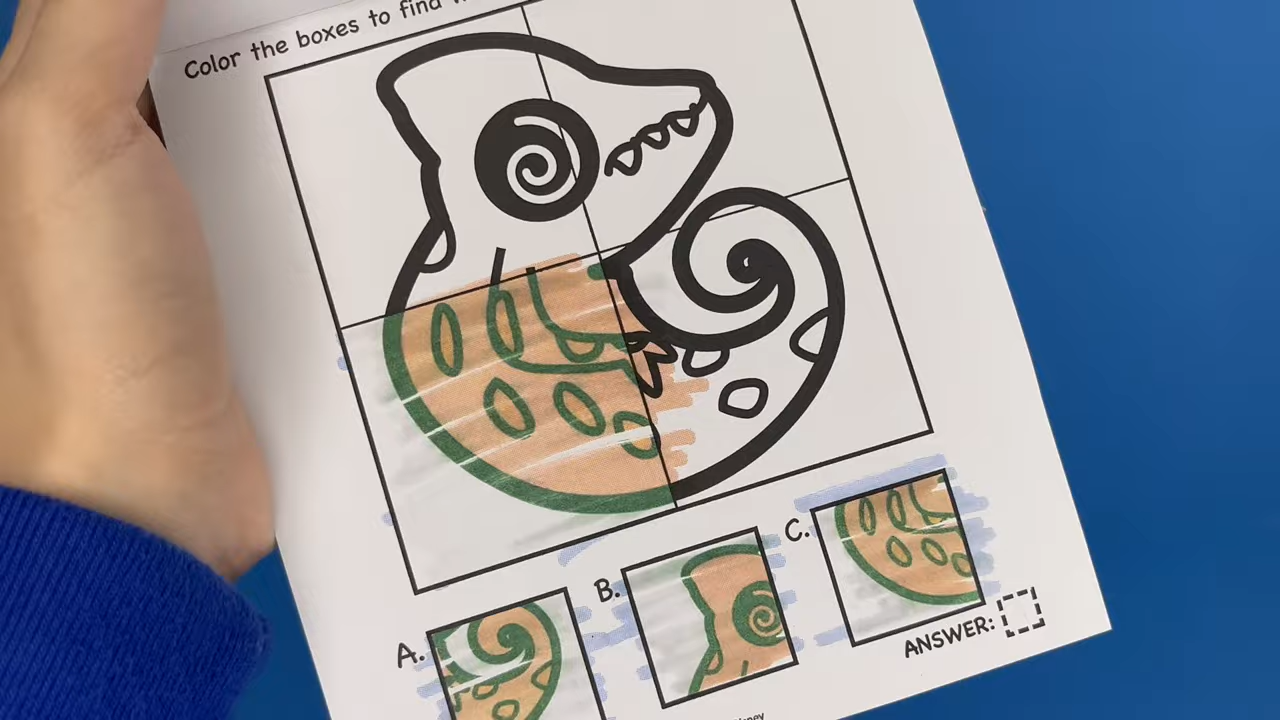 Color the boxes to find
A.
B.
C.
ANSWER: